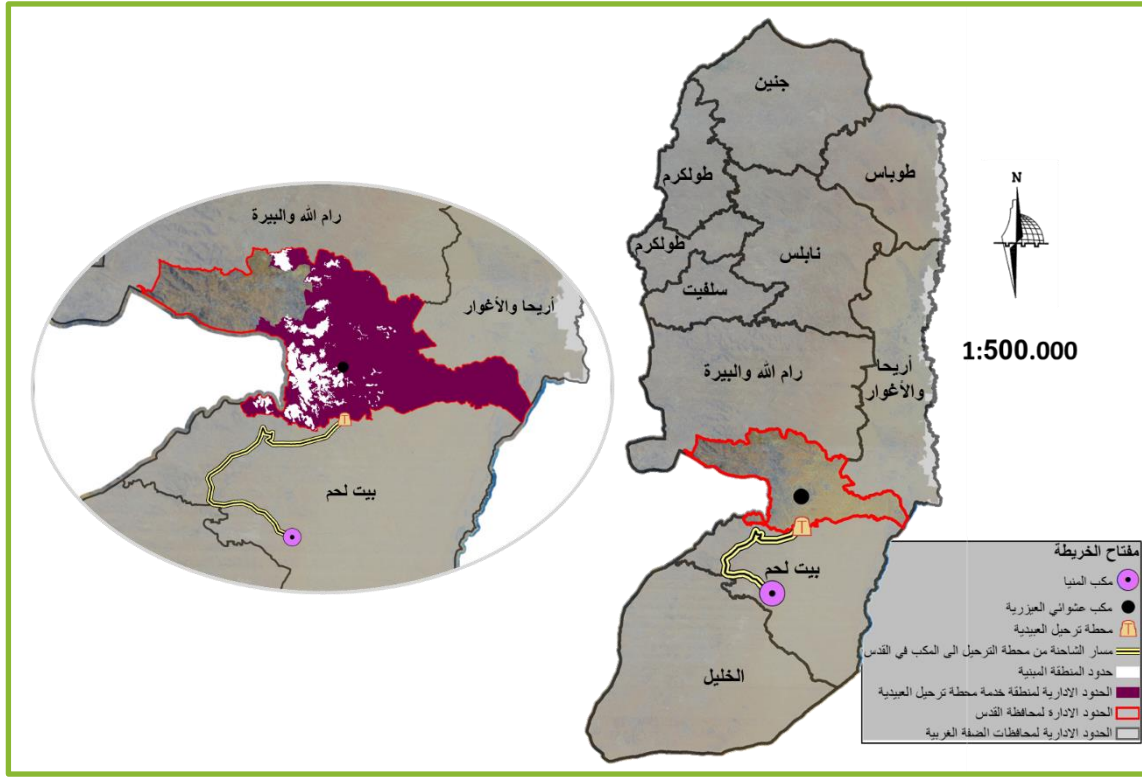 جنين
طوباس
طولكرم
نابلس
طولكرم
سلفيت
رام الله والبيرة
أريحا
والأغوار
بيت لحم
الخليل
N
1:500.000
رام الله والبيرة
أريحا والأغوار
بيت لحم
T
T
مفتاح الخريطة
مكب المنيا
مكب عشوائي العيزرية
T
محطة ترحيل العبيدية
مسار الشاحنة من محطة الترحيل الى المكب في القدس
حدود المنطقة المبنية
الحدود الادارية لمنطقة خدمة محطة ترحيل العبيدية
الحدود الادارة لمحافظة القدس
الحدود الادارية لمحافظات الضفة الغربية